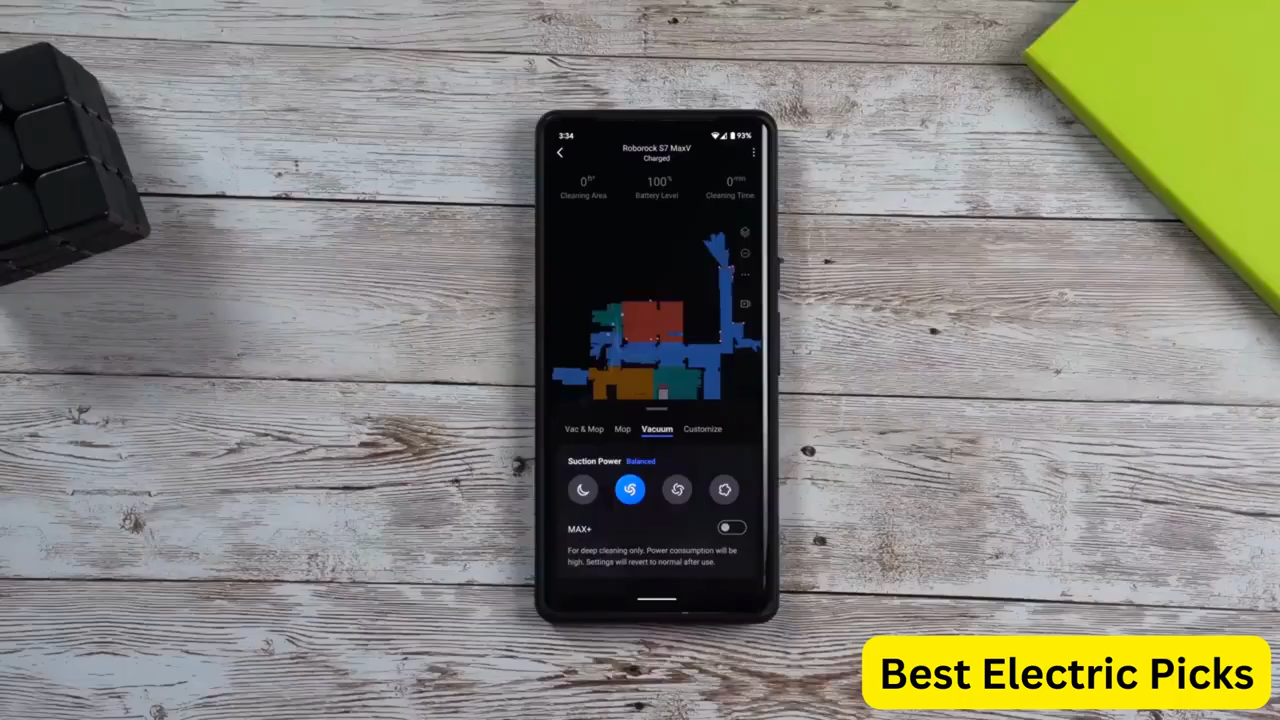 3:34
93%
Roborock S7 MaxV
Charged
0 ft² 100 % 0 min
Cleaning Area Battery Level Cleaning Time
Vac & Mop Mop Vacuum Customize
Suction Power Balanced
MAX+
For deep cleaning only. Power consumption will be
high. Settings will revert to normal after use.
Best Electric Picks